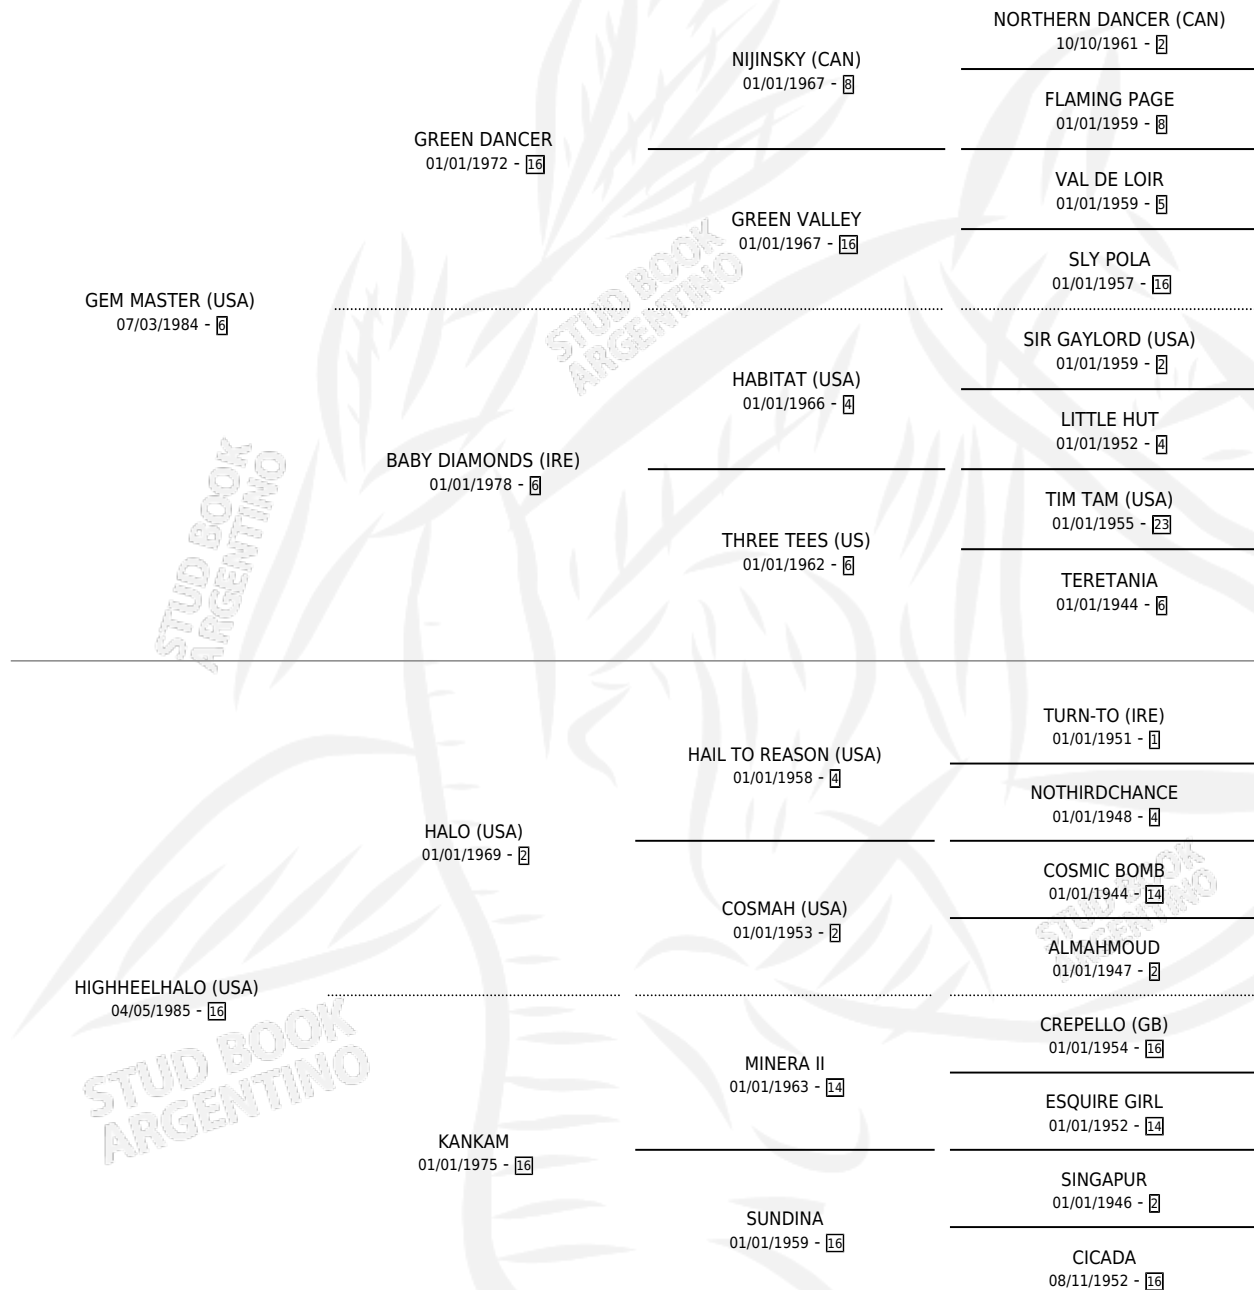 NORTHERN DANCER (CAN)
10/10/1961 - 2
NIJINSKY (CAN)
01/01/1967 - 8
FLAMING PAGE
01/01/1959 - 8
GREEN DANCER
01/01/1972 - 16
VAL DE LOIR
01/01/1959 - 5
GREEN VALLEY
01/01/1967 - 16
SLY POLA
01/01/1957 - 16
GEM MASTER (USA)
07/03/1984 - 6
SIR GAYLORD (USA)
01/01/1959 - 2
HABITAT (USA)
01/01/1966 - 4
LITTLE HUT
01/01/1952 - 4
BABY DIAMONDS (IRE)
01/01/1978 - 6
TIM TAM (USA)
01/01/1955 - 23
THREE TEES (US)
01/01/1962 - 6
TERETANIA
01/01/1944 - 6
TURN-TO (IRE)
01/01/1951 - 1
HAIL TO REASON (USA)
01/01/1958 - 4
NOTHIRDCHANCE
01/01/1948 - 4
HALO (USA)
01/01/1969 - 2
COSMIC BOMB
01/01/1944 - 14
COSMAH (USA)
01/01/1953 - 2
ALMAHMOUD
01/01/1947 - 2
HIGHHEELHALO (USA)
04/05/1985 - 16
CREPELLO (GB)
01/01/1954 - 16
MINERA II
01/01/1963 - 14
ESQUIRE GIRL
01/01/1952 - 14
KANKAM
01/01/1975 - 16
SINGAPUR
01/01/1946 - 2
SUNDINA
01/01/1959 - 16
CICADA
08/11/1952 - 16
STUD BOOK
ARGENTINO
STUD BOOK
ARGENTINO
STUD BOOK
ARGENTINO
STUD BOOK
ARGENTINO